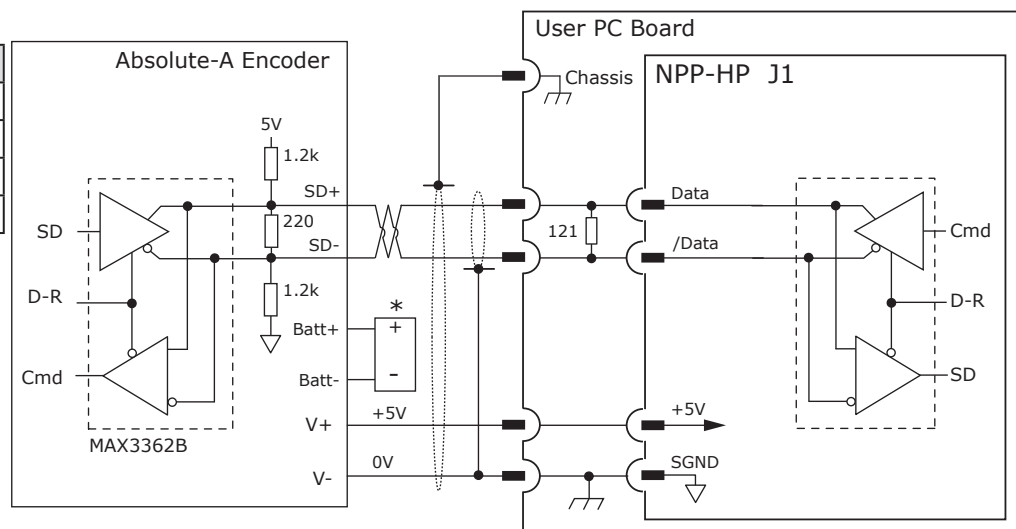 User PC Board
Absolute-A Encoder
NPP-HP J1
Chassis
5V
1.2k
SD+
Data
SD
220
121
Cmd
SD-
/Data
D-R
1.2k
D-R
*
Batt+
+
Cmd
Batt-
-
SD
MAX3362B
V+
+5V
+5V
V-
0V
SGND